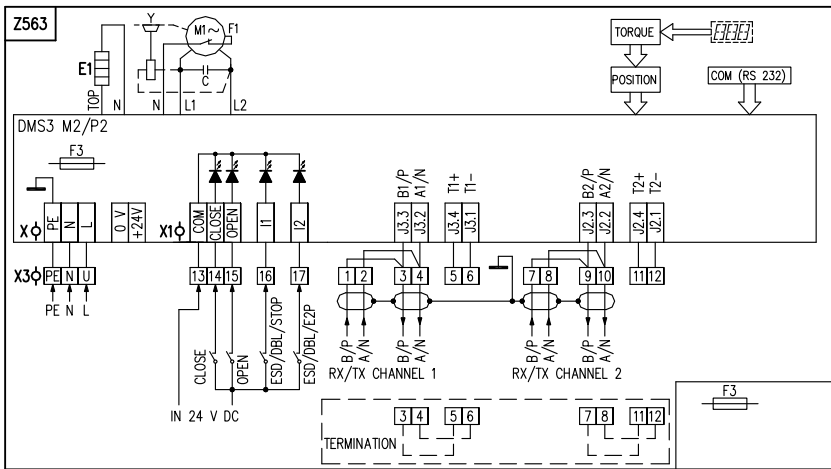 Z563
Y
M1~
F1
E1
C
TOP
N
N
L1
L2
TORQUE
POSITION
COM (RS 232)
DMS3 M2/P2
F3
B1/P
A1/N
T1+
T1-
B2/P
A2/N
T2+
T2-
X
PE
N
L
0 V
+24V
X1
COM
CLOSE
OPEN
I1
I2
J3.3
J3.2
J3.4
J3.1
J2.3
J2.2
J2.4
J2.1
X3
PE
N
U
13
14
15
16
17
1
2
3
4
5
6
7
8
9
10
11
12
PE
N
L
CLOSE
OPEN
ESD/DBL/STOP
ESD/DBL/E2P
B/P
A/N
B/P
A/N
B/P
A/N
B/P
A/N
RX/TX CHANNEL 1
RX/TX CHANNEL 2
IN 24 V DC
3
4
5
6
7
8
11
12
TERMINATION
F3